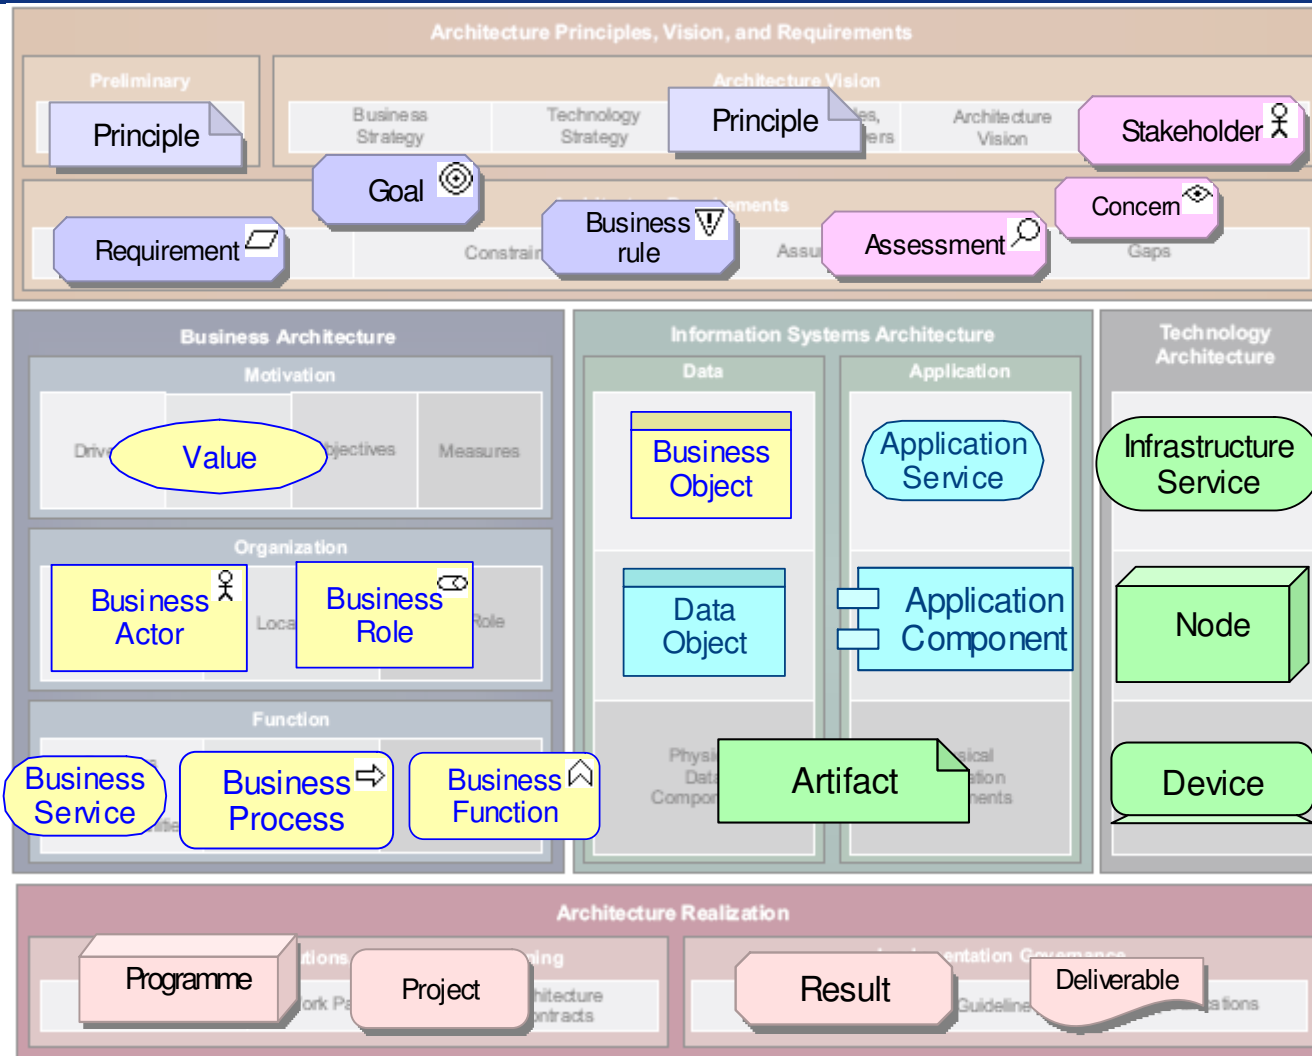 Architecture Principles, Vision, and Requirements
Preliminary
Architecture Vision
Principle
Business
Strategy
Technology
Strategy
Principle
Architecture
Vision
Stakeholder
Goal
Concern
Requirement
Business
rule
Assessment
Gaps
Business Architecture
Motivation
Value
Measures
Organization
Business
Actor
Business
Role
Role
Function
Business
Service
Business
Process
Business
Function
Information Systems Architecture
Data
Application
Business
Object
Application
Service
Data
Object
Application
Component
Artifact
Technology
Architecture
Infrastructure
Service
Node
Device
Architecture Realization
Programme
Project
Result
Deliverable